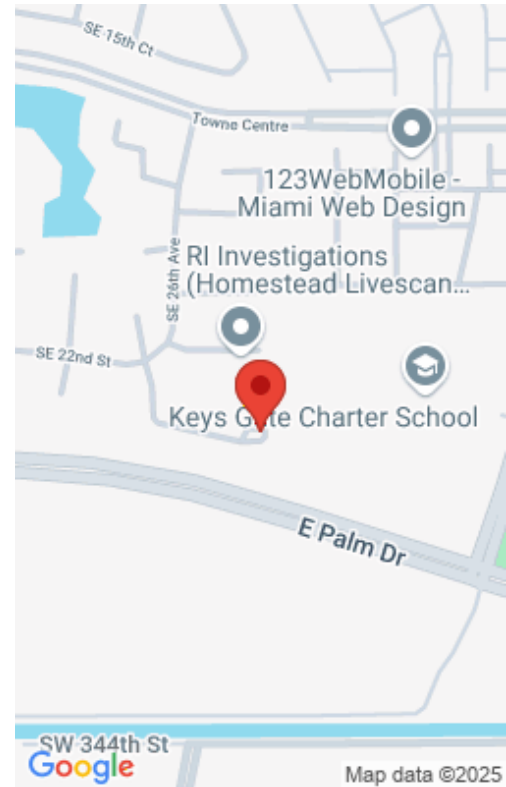 SE 15th Ct
Towne Centre
123WebMobile -
Miami Web Design
RI Investigations
(Homestead Livescan...
SE 26th Ave
SE 22nd St
Keys Gate Charter School
E Palm Dr
SW 344th St
Google
Map data ©2025